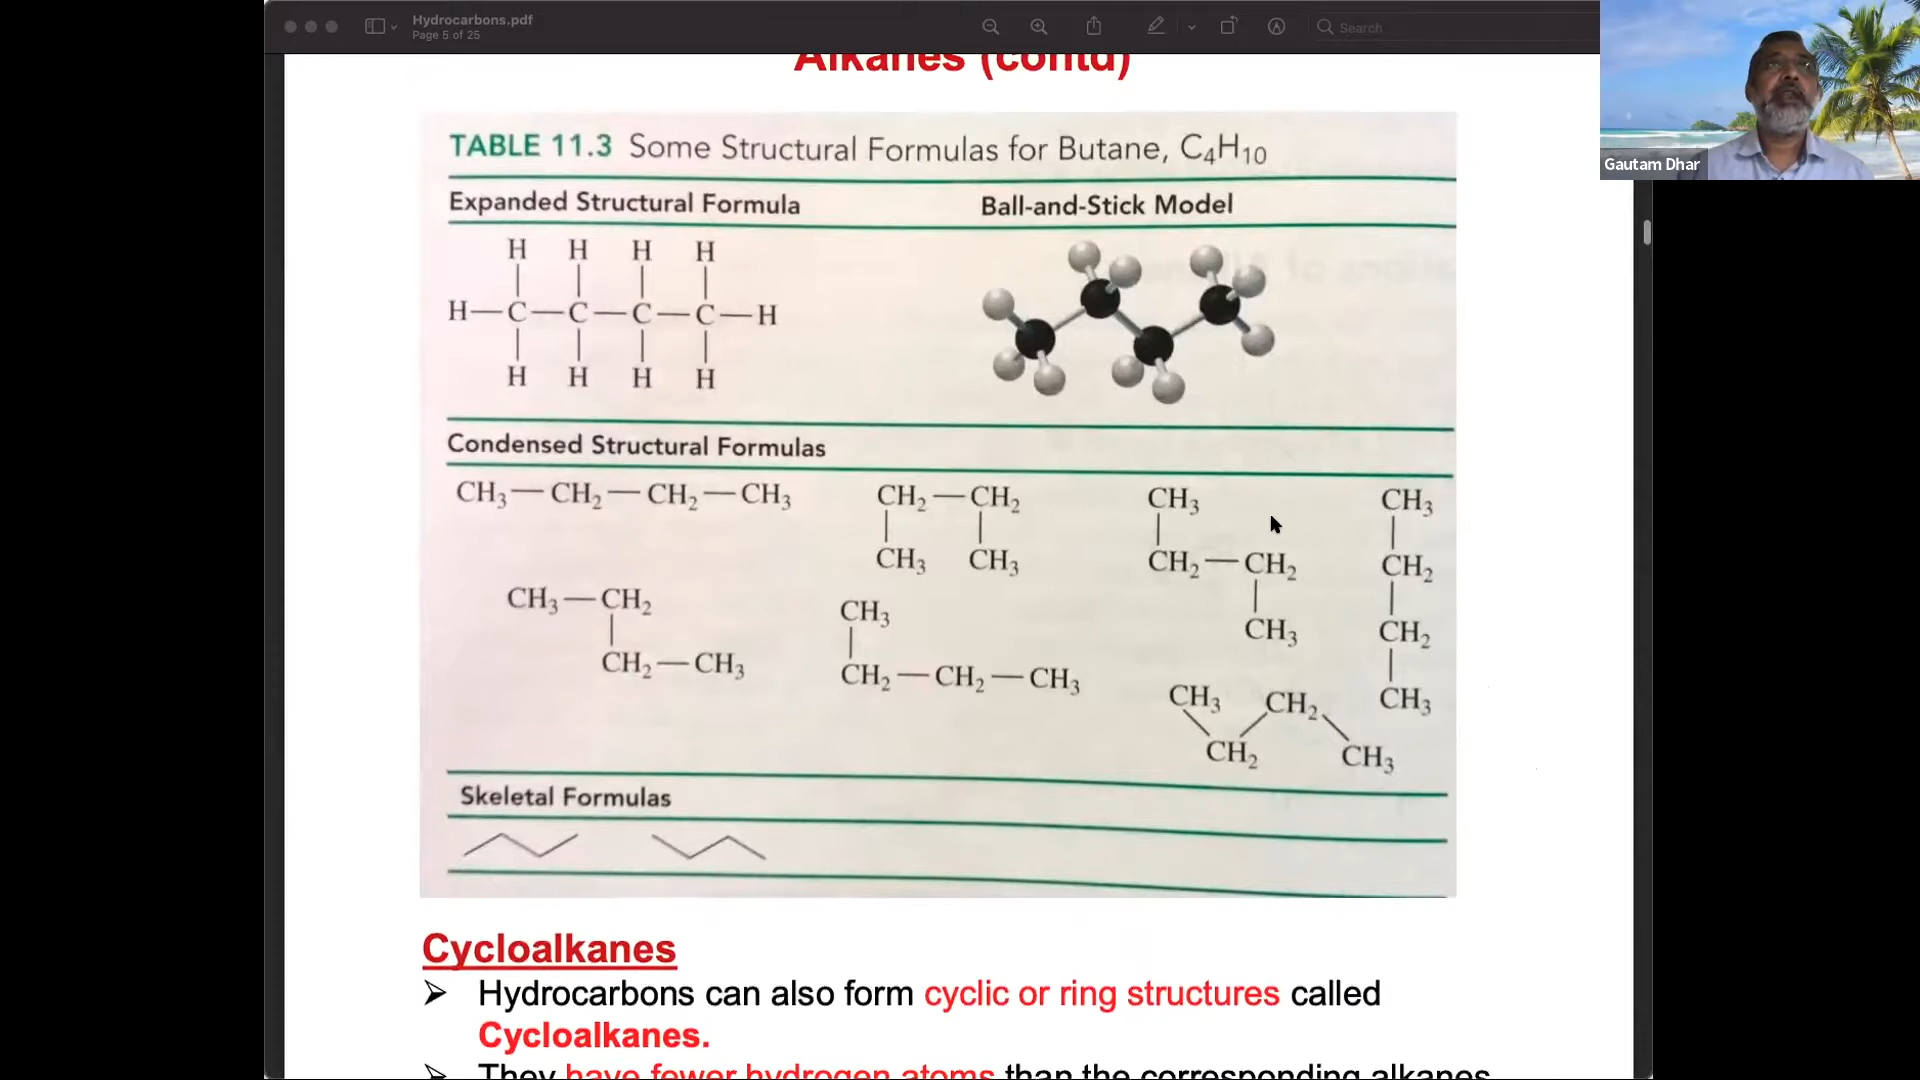 Hydrocarbons.pdf
Page 5 of 25
Search
Gautam Dhar
Alkanes (contd)
TABLE 11.3 Some Structural Formulas for Butane, C₄H₁₀
Expanded Structural Formula Ball-and-Stick Model
H H H H
H—C—C—C—C—H
H H H H
Condensed Structural Formulas
CH₃—CH₂—CH₂—CH₃
CH₂—CH₂
CH₃ CH₃
CH₃
CH₂—CH₂
CH₃
CH₃
CH₂
CH₂
CH₃
CH₃—CH₂
CH₂—CH₃
CH₃
CH₂—CH₂—CH₃
CH₃ CH₂
CH₂ CH₃
Skeletal Formulas
Cycloalkanes
➢ Hydrocarbons can also form cyclic or ring structures called
Cycloalkanes.
➢ They have fewer hydrogen atoms than the corresponding alkanes